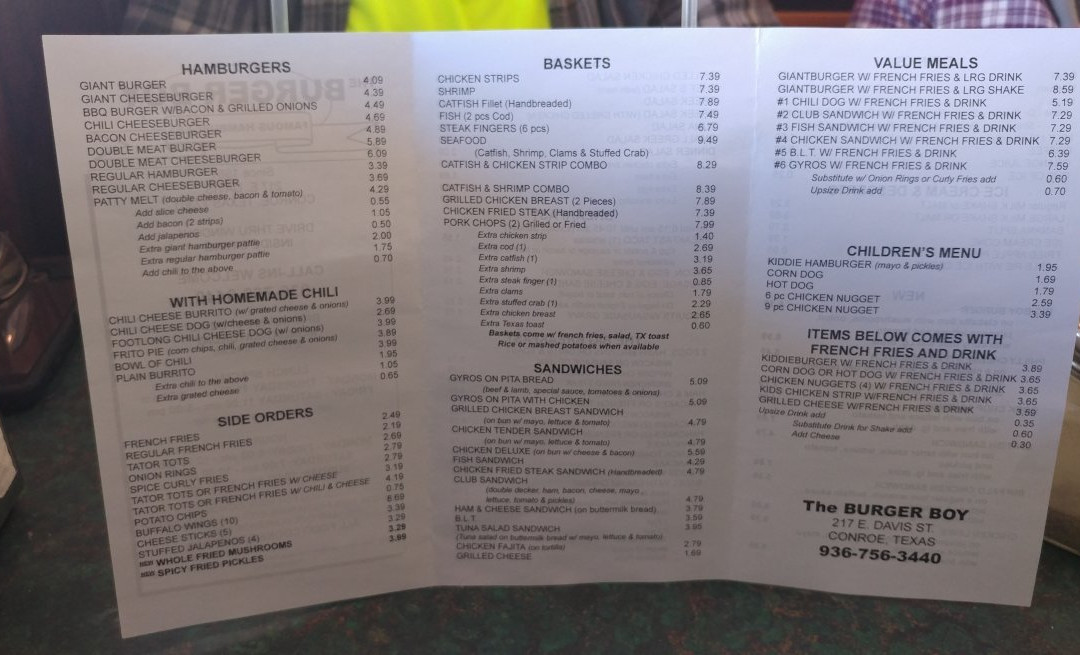 HAMBURGERS
GIANT BURGER 4.09
GIANT CHEESEBURGER 4.39
BBQ BURGER W/BACON & GRILLED ONIONS 4.49
CHILI CHEESEBURGER 4.69
BACON CHEESEBURGER 4.89
DOUBLE MEAT BURGER 5.89
DOUBLE MEAT CHEESEBURGER 6.09
REGULAR HAMBURGER 3.39
REGULAR CHEESEBURGER 3.69
PATTY MELT (double cheese, bacon & tomato) 4.29
Add slice cheese 0.55
Add bacon (2 strips) 1.05
Add jalapenos 0.50
Extra giant hamburger pattie 2.00
Extra regular hamburger pattie 1.75
Add chili to the above 0.70
WITH HOMEMADE CHILI
CHILI CHEESE BURRITO (w/ grated cheese & onions) 3.99
CHILI CHEESE DOG (w/cheese & onions) 2.69
FOOTLONG CHILI CHEESE DOG (w/ onions) 3.99
FRITO PIE (corn chips, chili, grated cheese & onions) 3.89
BOWL OF CHILI 3.99
PLAIN BURRITO 1.95
Extra chili to the above 1.05
Extra grated cheese 0.65
SIDE ORDERS
FRENCH FRIES 2.49
REGULAR FRENCH FRIES 2.19
TATOR TOTS 2.69
ONION RINGS 2.79
SPICE CURLY FRIES 2.79
TATOR TOTS OR FRENCH FRIES W/ CHEESE 3.19
TATOR TOTS OR FRENCH FRIES W/ CHILI & CHEESE 4.19
POTATO CHIPS 0.75
BUFFALO WINGS (10) 8.69
CHEESE STICKS (5) 3.39
STUFFED JALAPENOS (4) 3.29
NEW WHOLE FRIED MUSHROOMS 3.29
NEW SPICY FRIED PICKLES 3.89
BASKETS
CHICKEN STRIPS 7.39
SHRIMP 7.39
CATFISH Fillet (Handbreaded) 7.89
FISH (2 pcs Cod) 7.49
STEAK FINGERS (6 pcs) 6.79
SEAFOOD 9.49
(Catfish, Shrimp, Clams & Stuffed Crab)
CATFISH & CHICKEN STRIP COMBO 8.29
CATFISH & SHRIMP COMBO 8.39
GRILLED CHICKEN BREAST (2 Pieces) 7.89
CHICKEN FRIED STEAK (Handbreaded) 7.39
PORK CHOPS (2) Grilled or Fried 7.99
Extra chicken strip 1.40
Extra cod (1) 2.69
Extra catfish (1) 3.19
Extra shrimp 3.65
Extra steak finger (1) 0.85
Extra clams 1.79
Extra stuffed crab (1) 2.29
Extra chicken breast 2.65
Extra Texas toast 0.60
Baskets come w/ french fries, salad, TX toast
Rice or mashed potatoes when available
SANDWICHES
GYROS ON PITA BREAD 5.09
(beef & lamb, special sauce, tomatoes & onions)
GYROS ON PITA WITH CHICKEN 5.09
GRILLED CHICKEN BREAST SANDWICH
(on bun w/ mayo, lettuce & tomato) 4.79
CHICKEN TENDER SANDWICH
(on bun w/ mayo, lettuce & tomato) 4.79
CHICKEN DELUXE (on bun w/ cheese & bacon) 5.59
FISH SANDWICH 4.29
CHICKEN FRIED STEAK SANDWICH (Handbreaded) 4.79
CLUB SANDWICH
(double decker, ham, bacon, cheese, mayo
lettuce, tomato & pickles) 4.79
HAM & CHEESE SANDWICH (on buttermilk bread) 3.79
B.L.T. 3.59
TUNA SALAD SANDWICH 3.95
(Tuna salad on buttermilk bread w/ mayo, lettuce & tomato)
CHICKEN FAJITA (on tortilla) 2.79
GRILLED CHEESE 1.69
VALUE MEALS
GIANTBURGER W/ FRENCH FRIES & LRG DRINK 7.39
GIANTBURGER W/ FRENCH FRIES & LRG SHAKE 8.59
#1 CHILI DOG W/ FRENCH FRIES & DRINK 5.19
#2 CLUB SANDWICH W/ FRENCH FRIES & DRINK 7.29
#3 FISH SANDWICH W/ FRENCH FRIES & DRINK 7.29
#4 CHICKEN SANDWICH W/ FRENCH FRIES & DRINK 7.29
#5 B.L.T. W/ FRENCH FRIES & DRINK 6.39
#6 GYROS W/ FRENCH FRIES & DRINK 7.59
Substitute w/ Onion Rings or Curly Fries add 0.60
Upsize Drink add 0.70
CHILDREN'S MENU
KIDDIE HAMBURGER (mayo & pickles) 1.95
CORN DOG 1.69
HOT DOG 1.79
6 pc CHICKEN NUGGET 2.59
9 pc CHICKEN NUGGET 3.39
ITEMS BELOW COMES WITH
FRENCH FRIES AND DRINK
KIDDIEBURGER W/ FRENCH FRIES & DRINK 3.89
CORN DOG OR HOT DOG W/ FRENCH FRIES & DRINK 3.65
CHICKEN NUGGETS (4) W/ FRENCH FRIES & DRINK 3.65
KIDS CHICKEN STRIP W/FRENCH FRIES & DRINK 3.65
GRILLED CHEESE W/FRENCH FRIES & DRINK 3.59
Upsize Drink add 0.35
Substitute Drink for Shake add 0.60
Add Cheese 0.30
The BURGER BOY
217 E. DAVIS ST.
CONROE, TEXAS
936-756-3440